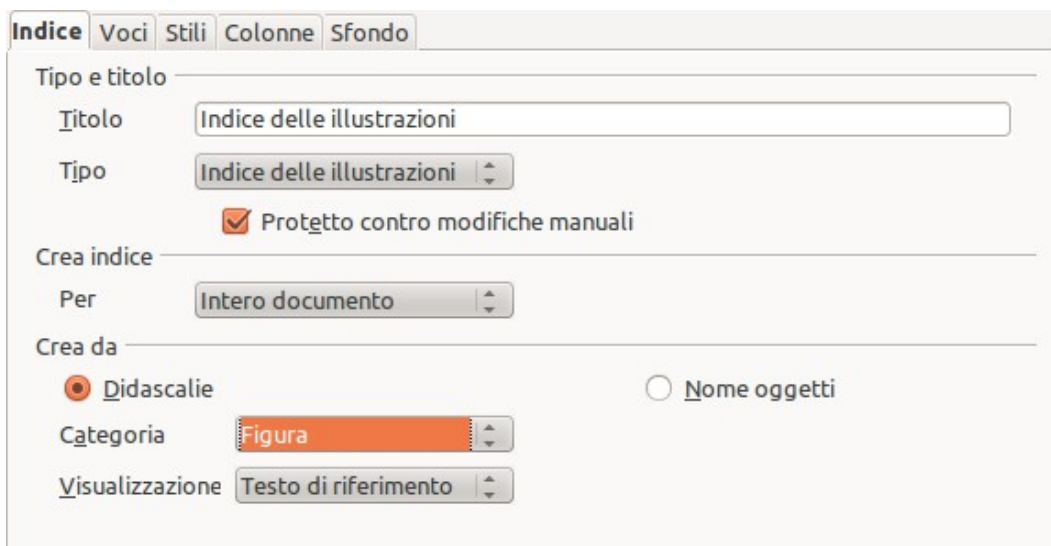 Indice Voci Stili Colonne Sfondo
Tipo e titolo
Titolo Indice delle illustrazioni
Tipo Indice delle illustrazioni
Protetto contro modifiche manuali
Crea indice
Per Intero documento
Crea da
Didascalie Nome oggetti
Categoria Figura
Visualizzazione Testo di riferimento